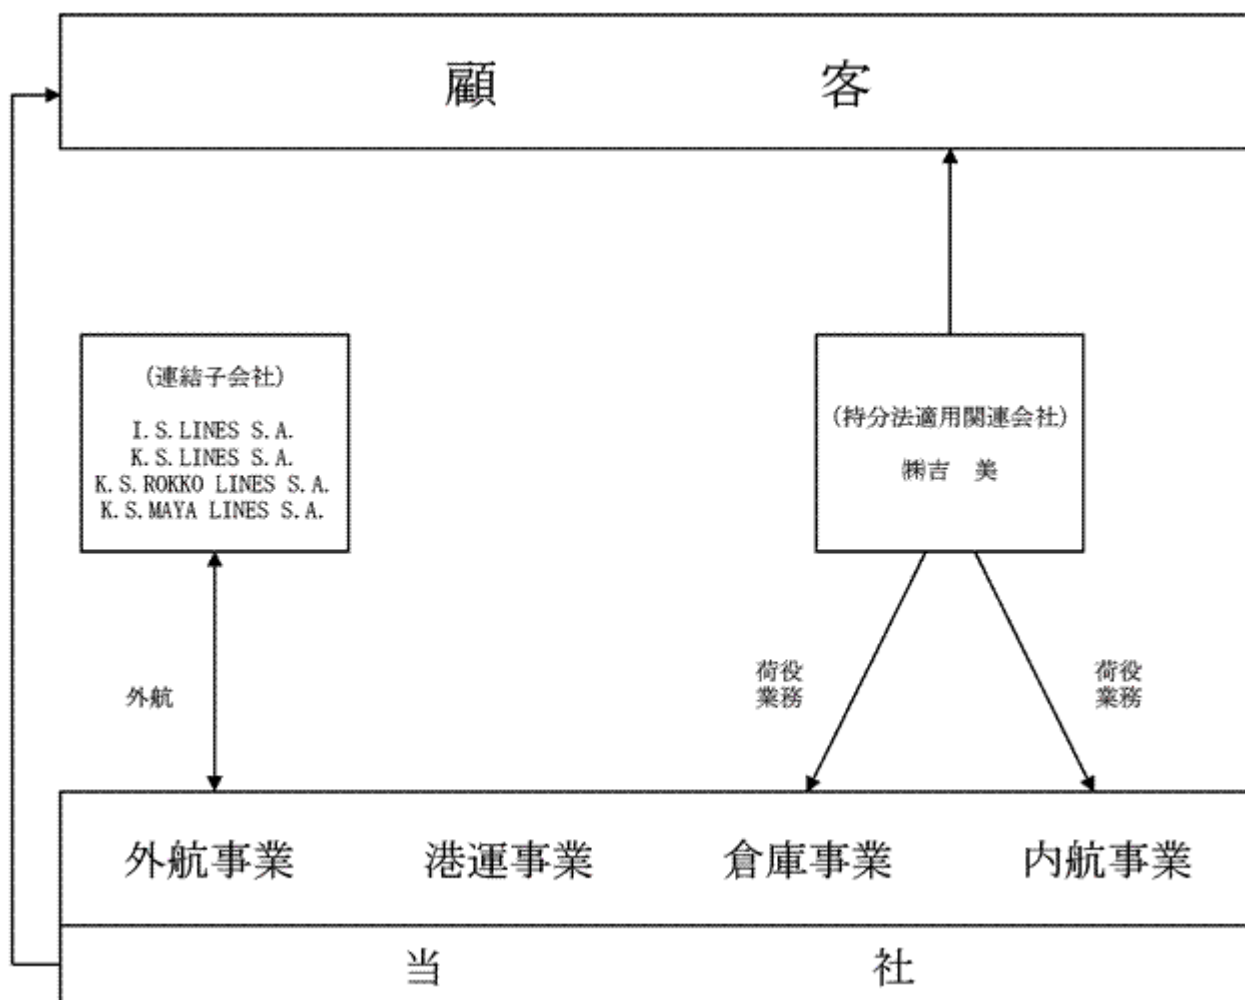 顧　客
(連結子会社)
I.S.LINES S.A.
K.S.LINES S.A.
K.S.ROKKO LINES S.A.
K.S.MAYA LINES S.A.
(持分法適用関連会社)
㈱吉　美
外航
荷役
業務
荷役
業務
外航事業　港運事業　倉庫事業　内航事業
当　社